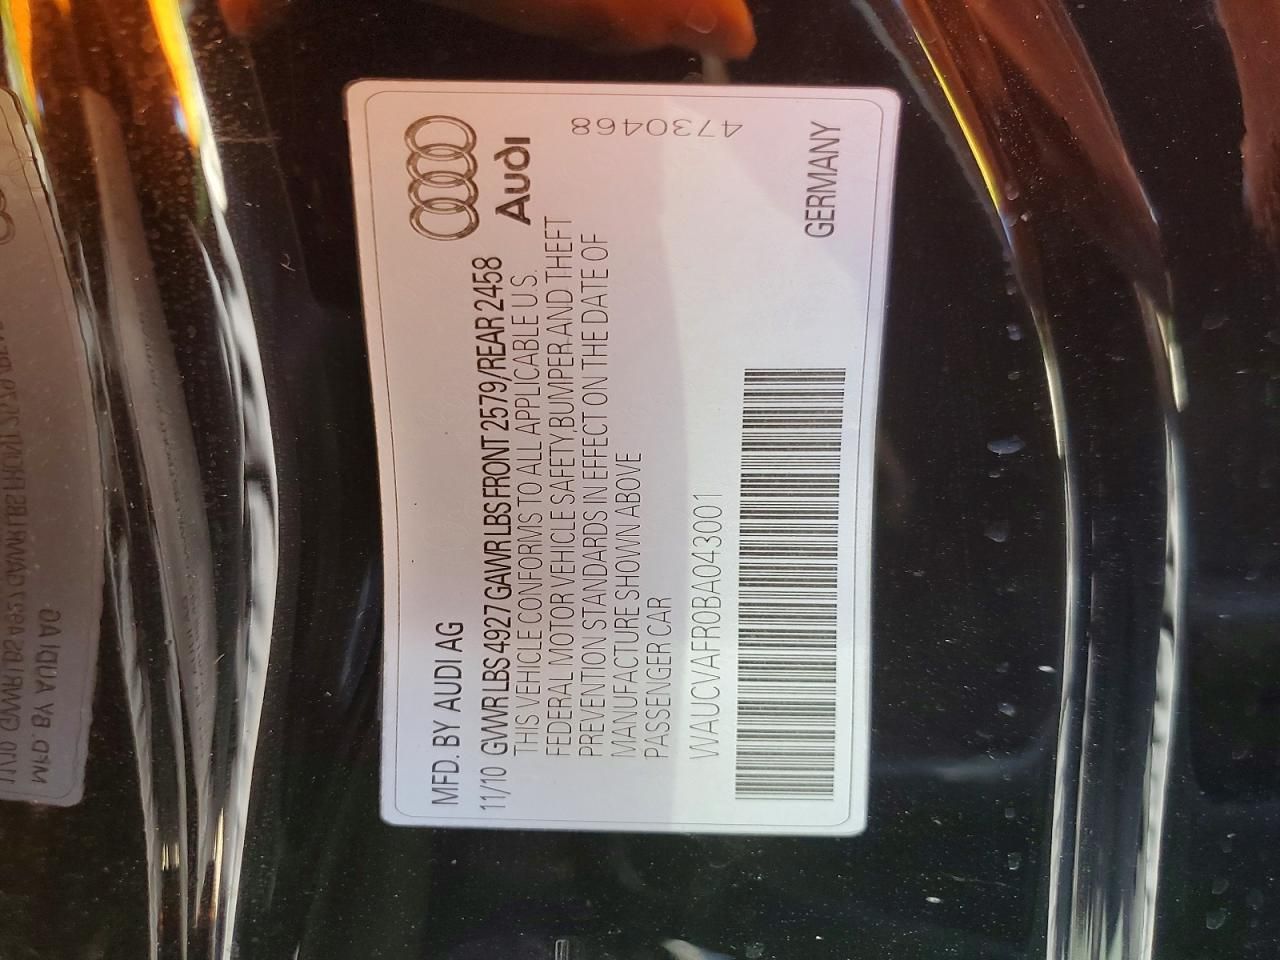 Audi
MFD. BY AUDI AG
11/10 GWR LBS 4927 GAWR LBS FRONT 2579/REAR 2458
THIS VEHICLE CONFORMS TO ALL APPLICABLE U.S.
FEDERAL MOTOR VEHICLE SAFETY,BUMPER,AND THEFT
PREVENTION STANDARDS IN EFFECT ON THE DATE OF
MANUFACTURE SHOWN ABOVE
PASSENGER CAR
4730468
WAUCVAFR0BA043001
GERMANY